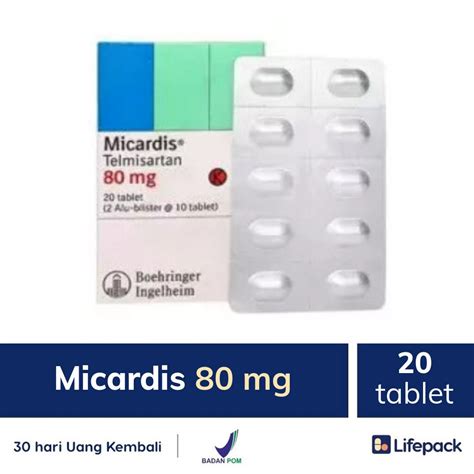 Micardis®
Telmisartan
80 mg
20 tablet
(2 Alu-blister @ 10 tablet)
K
Boehringer
Ingelheim
Micardis 80 mg
20
tablet
30 hari Uang Kembali
BADAN POM
Lifepack